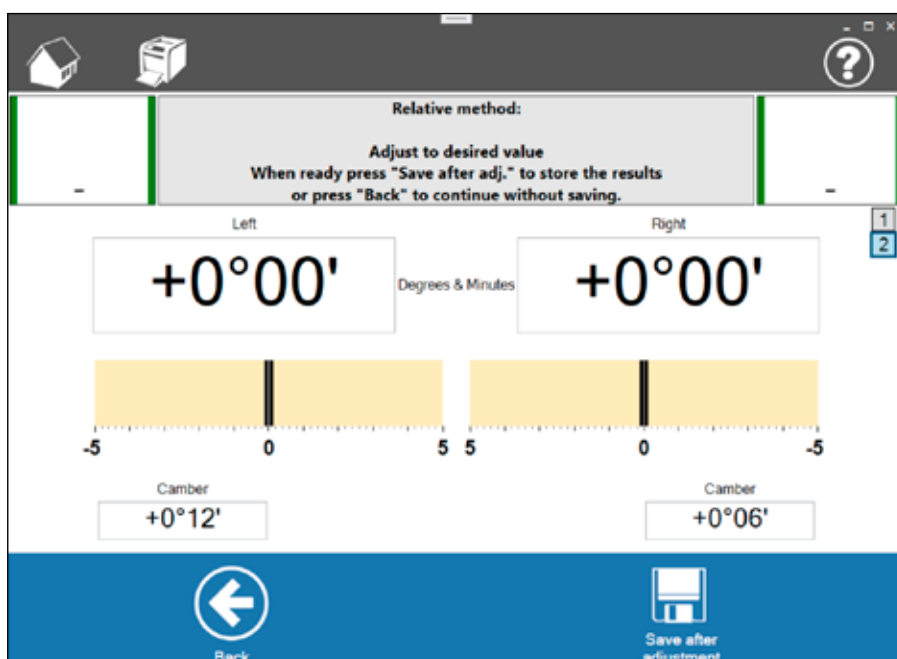 ?
Relative method:
Adjust to desired value
When ready press "Save after adj." to store the results
or press "Back" to continue without saving.
-
-
1
2
Left
Right
+0°00'
Degrees & Minutes
+0°00'
-5 0 5
5 0 -5
Camber
Camber
+0°12'
+0°06'
Back
Save after
adjustment